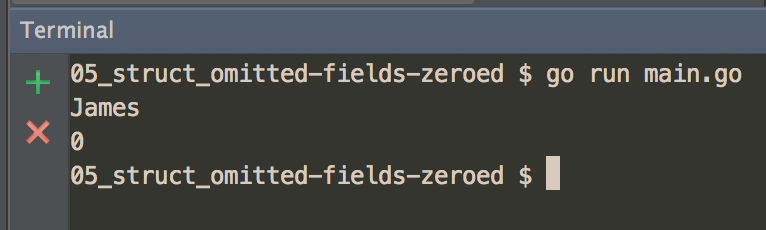 Terminal
05_struct_omitted-fields-zeroed $ go run main.go
James
0
05_struct_omitted-fields-zeroed $